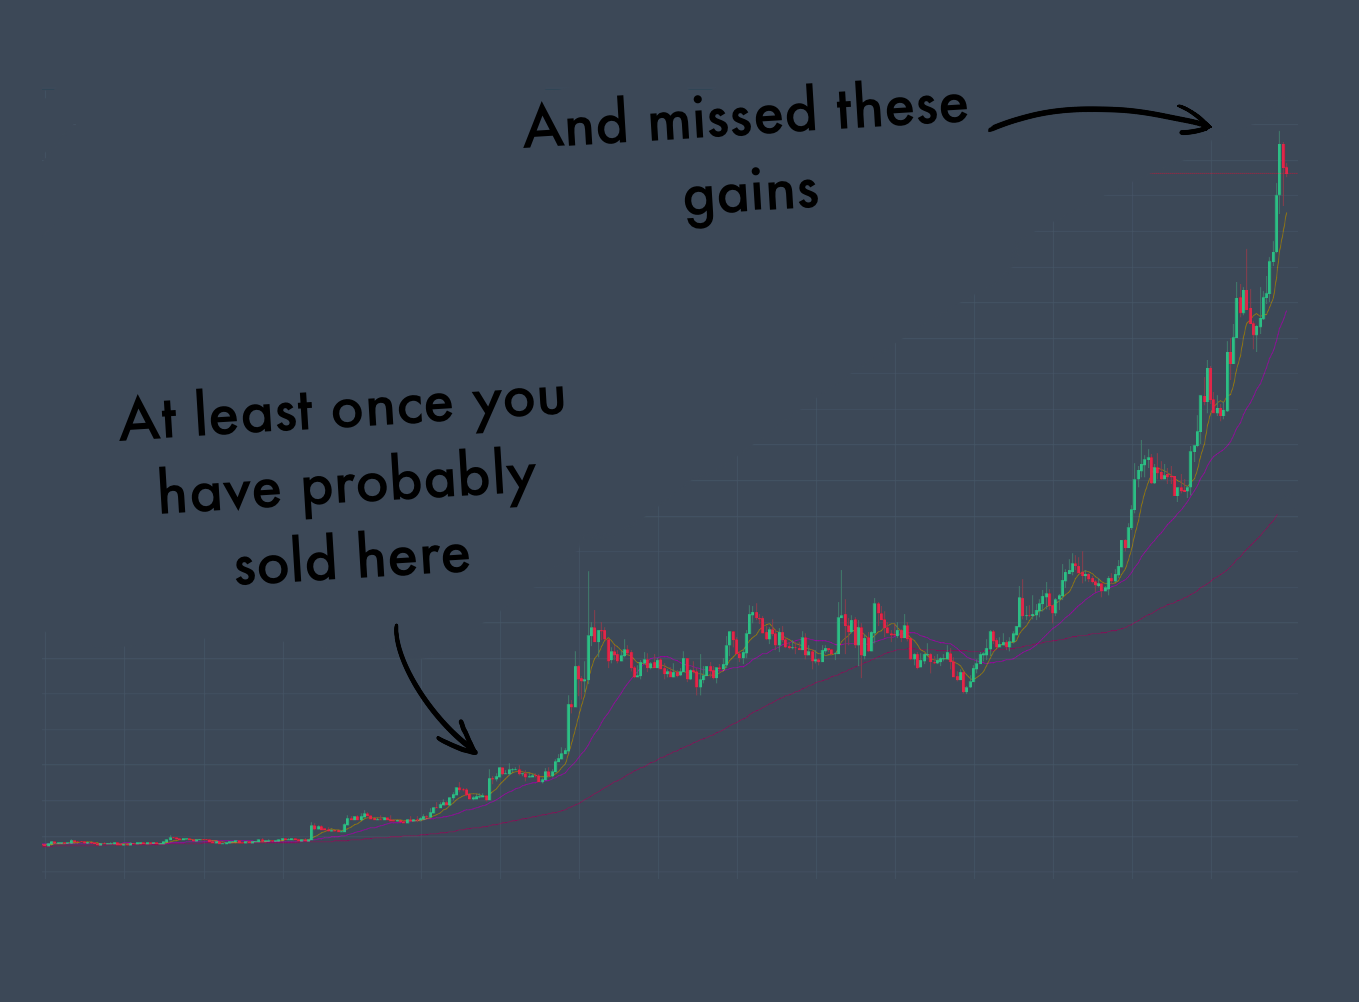 And missed these
gains
At least once you
have probably
sold here